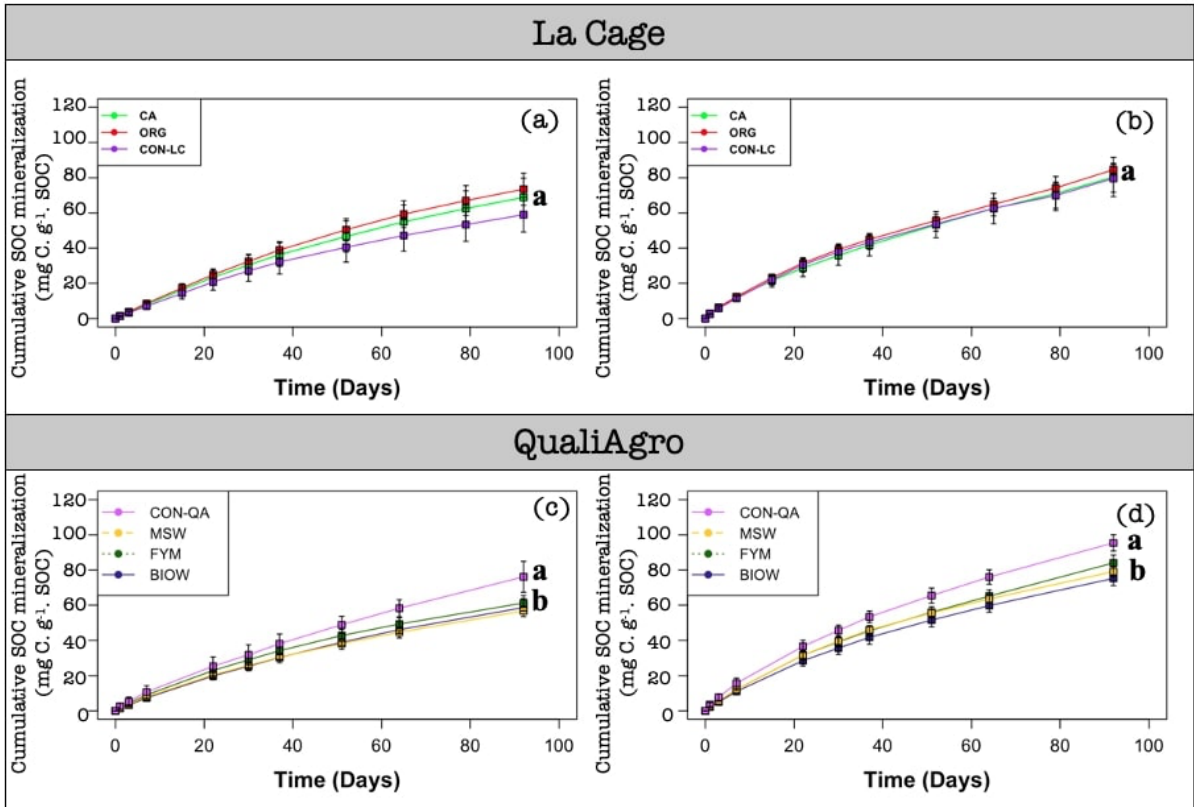 La Cage
Cumulative SOC mineralization
(mg C. g⁻¹. SOC)
120
100
80
60
40
20
0
CA
ORG
CON-LC
(a)
a
0 20 40 60 80 100
Time (Days)
Cumulative SOC mineralization
(mg C. g⁻¹. SOC)
120
100
80
60
40
20
0
CA
ORG
CON-LC
(b)
a
0 20 40 60 80 100
Time (Days)
QualiAgro
Cumulative SOC mineralization
(mg C. g⁻¹. SOC)
120
100
80
60
40
20
0
CON-QA
MSW
FYM
BIOW
(c)
a
b
0 20 40 60 80 100
Time (Days)
Cumulative SOC mineralization
(mg C. g⁻¹. SOC)
120
100
80
60
40
20
0
CON-QA
MSW
FYM
BIOW
(d)
a
b
0 20 40 60 80 100
Time (Days)